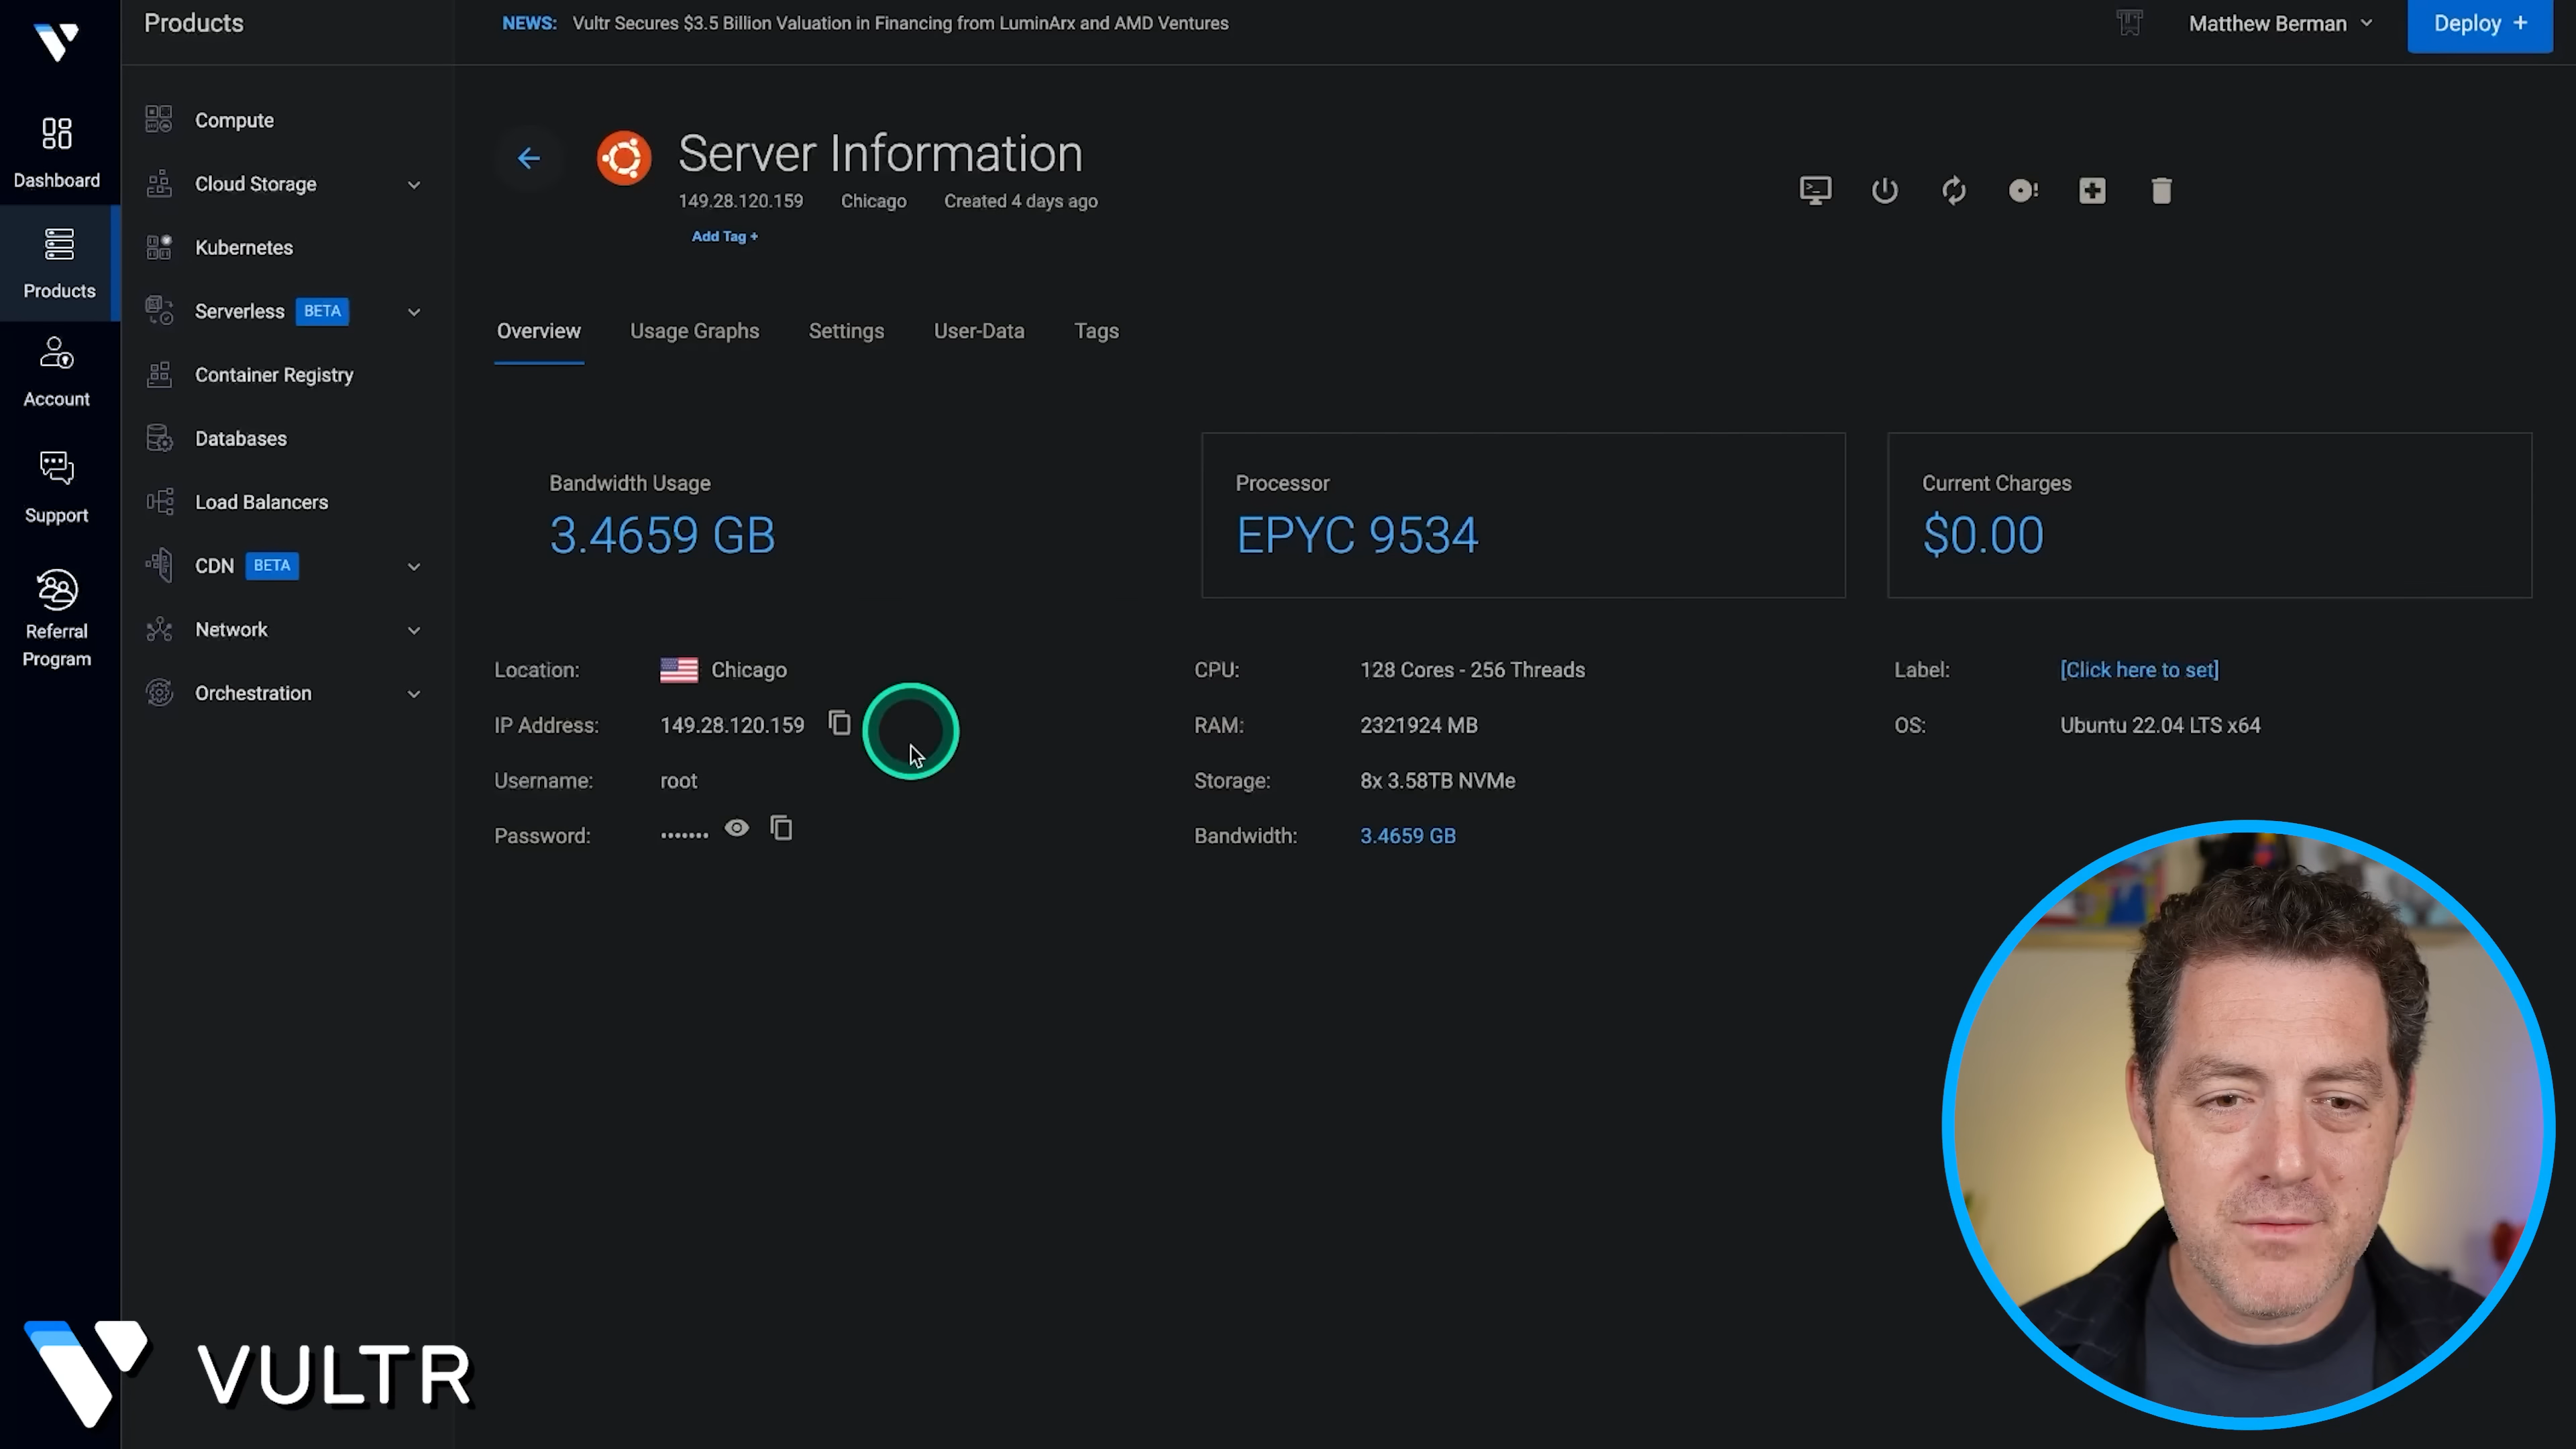 Products
NEWS: Vultr Secures $3.5 Billion Valuation in Financing from LuminArx and AMD Ventures
Matthew Berman
Deploy +
Dashboard
Products
Account
Support
Referral
Program
Compute
Cloud Storage
Kubernetes
Serverless BETA
Container Registry
Databases
Load Balancers
CDN BETA
Network
Orchestration
Server Information
149.28.120.159 Chicago Created 4 days ago
Add Tag +
Overview Usage Graphs Settings User-Data Tags
Bandwidth Usage
3.4659 GB
Processor
EPYC 9534
Current Charges
$0.00
Location: Chicago
IP Address: 149.28.120.159
Username: root
Password: •••••••
CPU: 128 Cores - 256 Threads
RAM: 2321924 MB
Storage: 8x 3.58TB NVMe
Bandwidth: 3.4659 GB
Label: [Click here to set]
OS: Ubuntu 22.04 LTS x64
VULTR